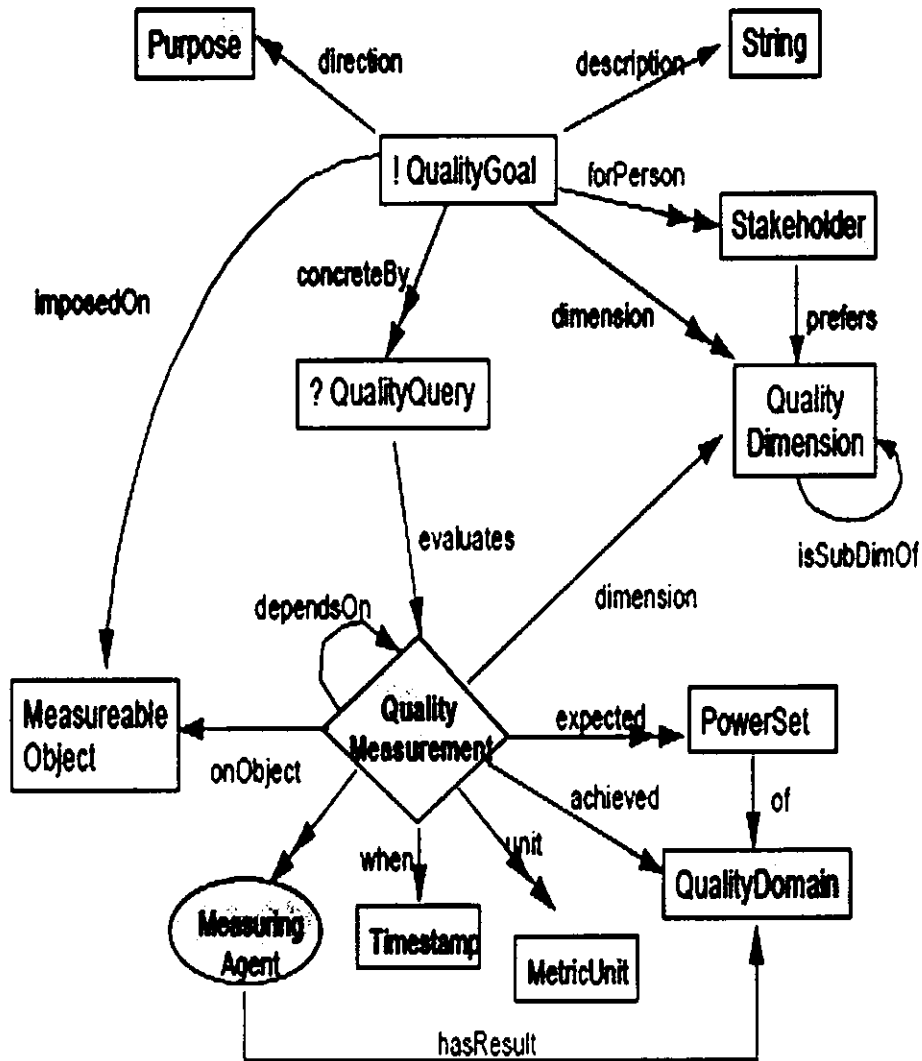 Purpose
direction
description
String
! QualityGoal
forPerson
Stakeholder
concreteBy
imposedOn
dimension
prefers
? QualityQuery
Quality
Dimension
evaluates
isSubDimOf
dependsOn
dimension
Measureable
Object
Quality
Measurement
expected
PowerSet
onObject
achieved
of
when
unit
QualityDomain
Measuring
Agent
Timestamp
MetricUnit
hasResult